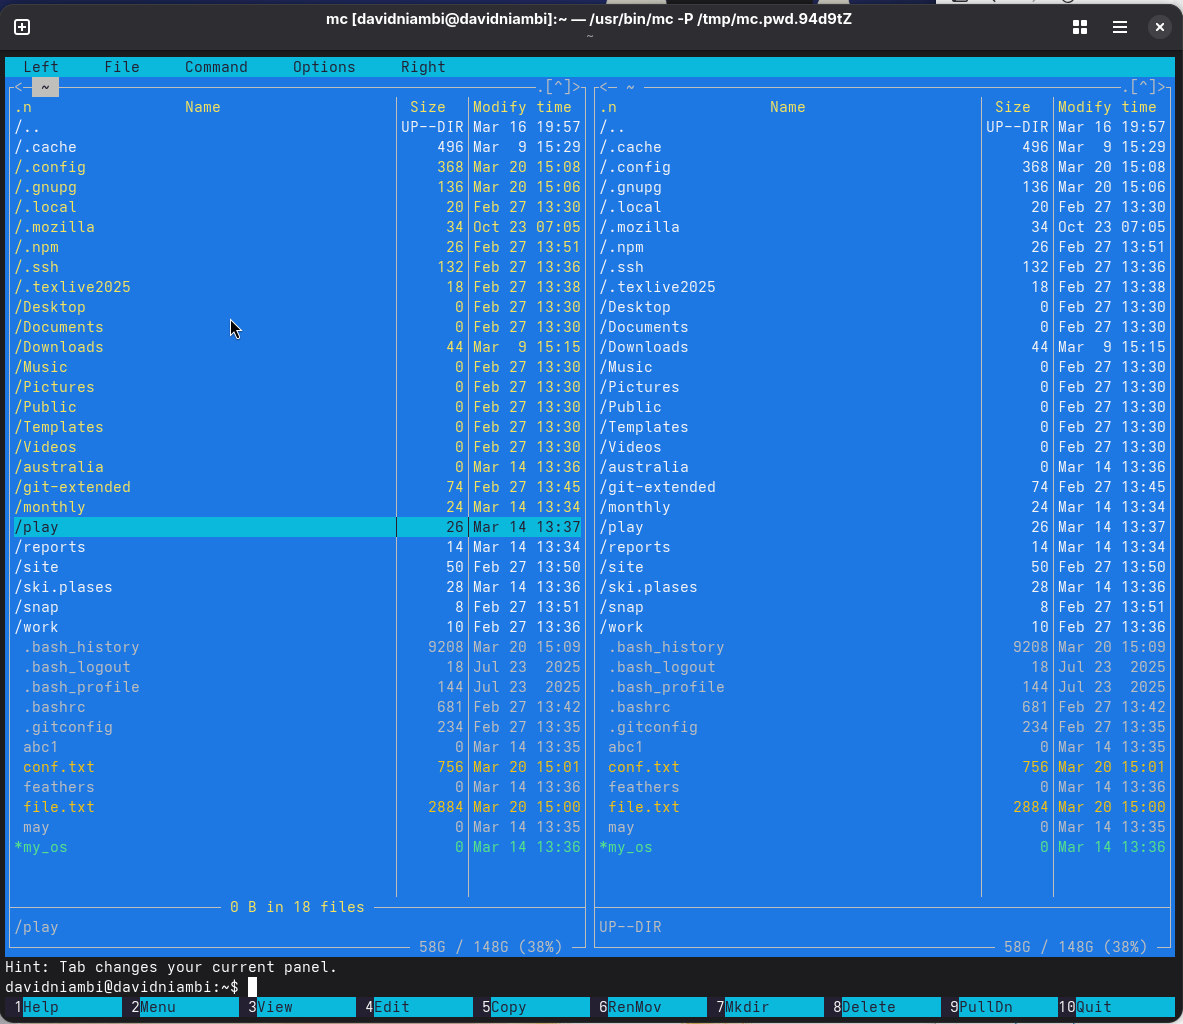 mc [davidniambi@davidniambi]:~ — /usr/bin/mc -P /tmp/mc.pwd.94d9tZ
~
Left File Command Options Right
<─ ~ ─.[^]> <─ ~ ─.[^]>
.n Name Size Modify time .n Name Size Modify time
/.. UP--DIR Mar 16 19:57 /.. UP--DIR Mar 16 19:57
/.cache 496 Mar 9 15:29 /.cache 496 Mar 9 15:29
/.config 368 Mar 20 15:08 /.config 368 Mar 20 15:08
/.gnupg 136 Mar 20 15:06 /.gnupg 136 Mar 20 15:06
/.local 20 Feb 27 13:30 /.local 20 Feb 27 13:30
/.mozilla 34 Oct 23 07:05 /.mozilla 34 Oct 23 07:05
/.npm 26 Feb 27 13:51 /.npm 26 Feb 27 13:51
/.ssh 132 Feb 27 13:36 /.ssh 132 Feb 27 13:36
/.texlive2025 18 Feb 27 13:38 /.texlive2025 18 Feb 27 13:38
/Desktop 0 Feb 27 13:30 /Desktop 0 Feb 27 13:30
/Documents 0 Feb 27 13:30 /Documents 0 Feb 27 13:30
/Downloads 44 Mar 9 15:15 /Downloads 44 Mar 9 15:15
/Music 0 Feb 27 13:30 /Music 0 Feb 27 13:30
/Pictures 0 Feb 27 13:30 /Pictures 0 Feb 27 13:30
/Public 0 Feb 27 13:30 /Public 0 Feb 27 13:30
/Templates 0 Feb 27 13:30 /Templates 0 Feb 27 13:30
/Videos 0 Feb 27 13:30 /Videos 0 Feb 27 13:30
/australia 0 Mar 14 13:36 /australia 0 Mar 14 13:36
/git-extended 74 Feb 27 13:45 /git-extended 74 Feb 27 13:45
/monthly 24 Mar 14 13:34 /monthly 24 Mar 14 13:34
/play 26 Mar 14 13:37 /play 26 Mar 14 13:37
/reports 14 Mar 14 13:34 /reports 14 Mar 14 13:34
/site 50 Feb 27 13:50 /site 50 Feb 27 13:50
/ski.plases 28 Mar 14 13:36 /ski.plases 28 Mar 14 13:36
/snap 8 Feb 27 13:51 /snap 8 Feb 27 13:51
/work 10 Feb 27 13:36 /work 10 Feb 27 13:36
.bash_history 9208 Mar 20 15:09 .bash_history 9208 Mar 20 15:09
.bash_logout 18 Jul 23 2025 .bash_logout 18 Jul 23 2025
.bash_profile 144 Jul 23 2025 .bash_profile 144 Jul 23 2025
.bashrc 681 Feb 27 13:42 .bashrc 681 Feb 27 13:42
.gitconfig 234 Feb 27 13:35 .gitconfig 234 Feb 27 13:35
abc1 0 Mar 14 13:35 abc1 0 Mar 14 13:35
conf.txt 756 Mar 20 15:01 conf.txt 756 Mar 20 15:01
feathers 0 Mar 14 13:36 feathers 0 Mar 14 13:36
file.txt 2884 Mar 20 15:00 file.txt 2884 Mar 20 15:00
may 0 Mar 14 13:35 may 0 Mar 14 13:35
*my_os 0 Mar 14 13:36 *my_os 0 Mar 14 13:36
0 B in 18 files
/play UP--DIR
58G / 148G (38%) 58G / 148G (38%)
Hint: Tab changes your current panel.
davidniambi@davidniambi:~$
1Help 2Menu 3View 4Edit 5Copy 6RenMov 7Mkdir 8Delete 9PullDn 10Quit